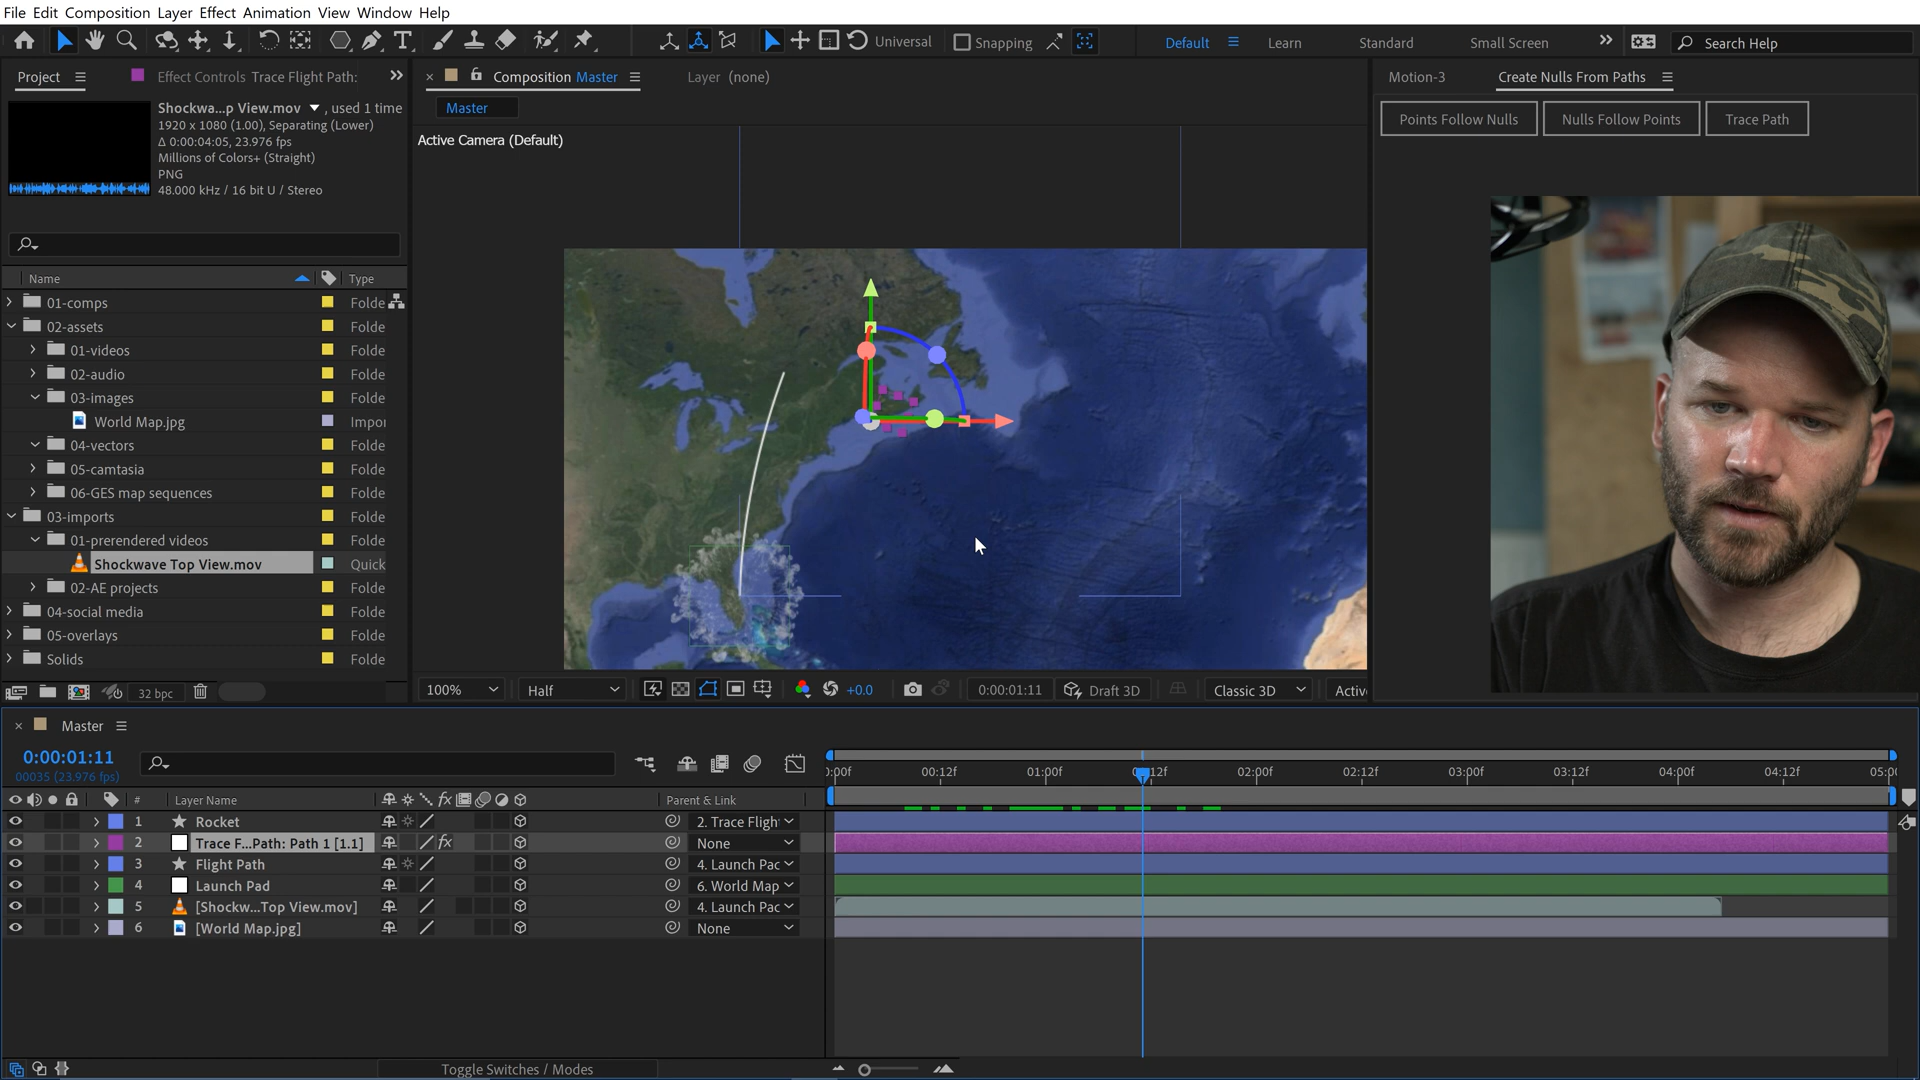 File Edit Composition Layer Effect Animation View Window Help
Universal Snapping Default Learn Standard Small Screen Search Help
Project Effect Controls Trace Flight Path: Composition Master Layer (none) Motion-3 Create Nulls From Paths
Master
Shockwa...p View.mov , used 1 time
1920 x 1080 (1.00), Separating (Lower)
Δ 0:00:04:05, 23.976 fps
Millions of Colors+ (Straight)
PNG
48.000 kHz / 16 bit U / Stereo
Active Camera (Default)
Points Follow Nulls Nulls Follow Points Trace Path
Name Type
01-comps Folde
02-assets Folde
01-videos Folde
02-audio Folde
03-images Folde
World Map.jpg Impor
04-vectors Folde
05-camtasia Folde
06-GES map sequences Folde
03-imports Folde
01-prerendered videos Folde
Shockwave Top View.mov Quick
02-AE projects Folde
04-social media Folde
05-overlays Folde
Solids Folde
32 bpc
100% Half +0.0 0:00:01:11 Draft 3D Classic 3D Activ
Master
0:00:01:11
00035 (23.976 fps)
):00f 00:12f 01:00f 02:00f 02:12f 03:00f 03:12f 04:00f 04:12f 05:00
# Layer Name Parent & Link
1 Rocket 2. Trace Fligh
2 Trace F...Path: Path 1 [1.1] None
3 Flight Path 4. Launch Pac
4 Launch Pad 6. World Map
5 [Shockw...Top View.mov] 4. Launch Pac
6 [World Map.jpg] None
Toggle Switches / Modes